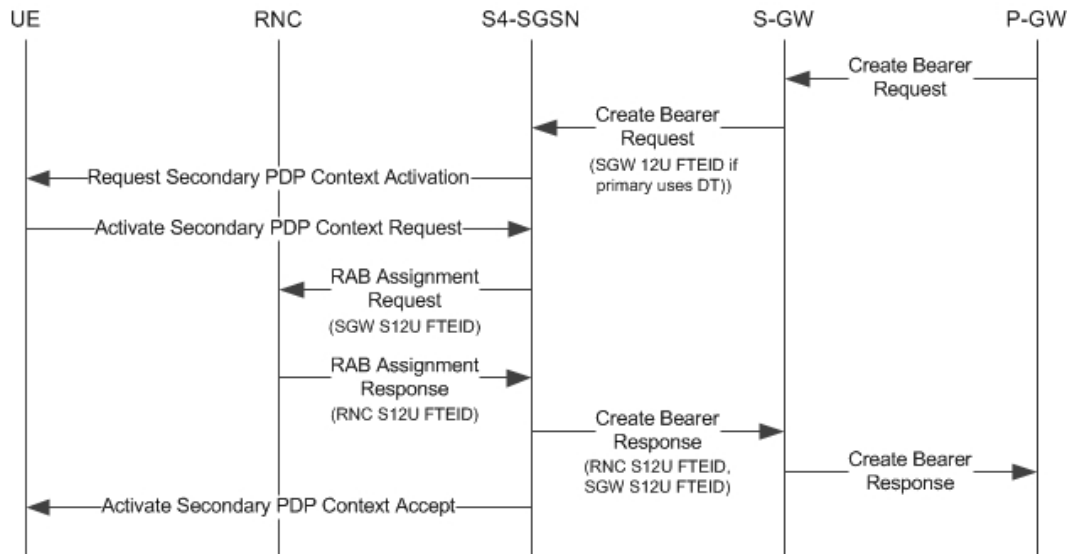 UE RNC S4-SGSN S-GW P-GW
Create Bearer
Request
Create Bearer
Request
(SGW 12U FTEID if
primary uses DT))
Request Secondary PDP Context Activation
Activate Secondary PDP Context Request
RAB Assignment
Request
(SGW S12U FTEID)
RAB Assignment
Response
(RNC S12U FTEID)
Create Bearer
Response
(RNC S12U FTEID,
SGW S12U FTEID)
Create Bearer
Response
Activate Secondary PDP Context Accept